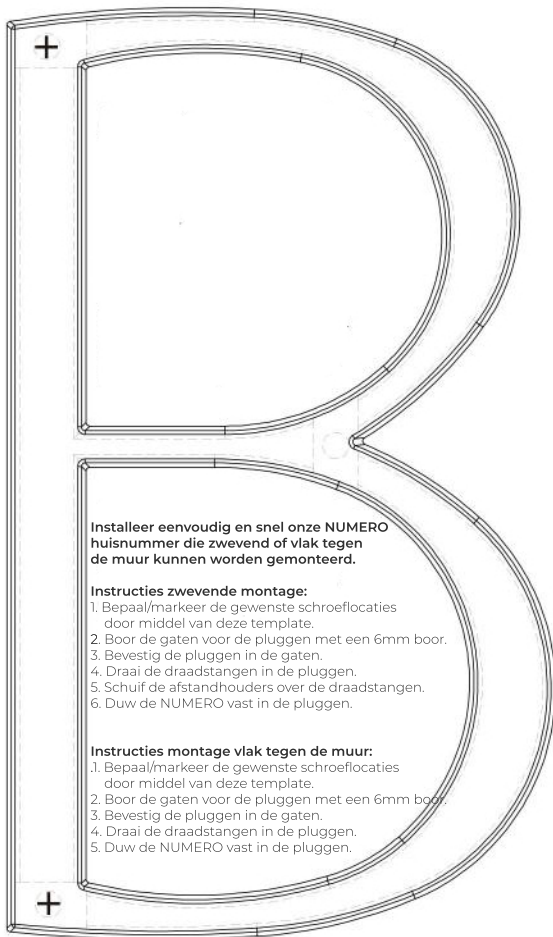 Installeer eenvoudig en snel onze NUMERO
huisnummer die zwevend of vlak tegen
de muur kunnen worden gemonteerd.
Instructies zwevende montage:
1. Bepaal/markeer de gewenste schroeflocaties
door middel van deze template.
2. Boor de gaten voor de pluggen met een 6mm boor.
3. Bevestig de pluggen in de gaten.
4. Draai de draadstangen in de pluggen.
5. Schuif de afstandhouders over de draadstangen.
6. Duw de NUMERO vast in de pluggen.
Instructies montage vlak tegen de muur:
.1. Bepaal/markeer de gewenste schroeflocaties
door middel van deze template.
2. Boor de gaten voor de pluggen met een 6mm boor.
3. Bevestig de pluggen in de gaten.
4. Draai de draadstangen in de pluggen.
5. Duw de NUMERO vast in de pluggen.